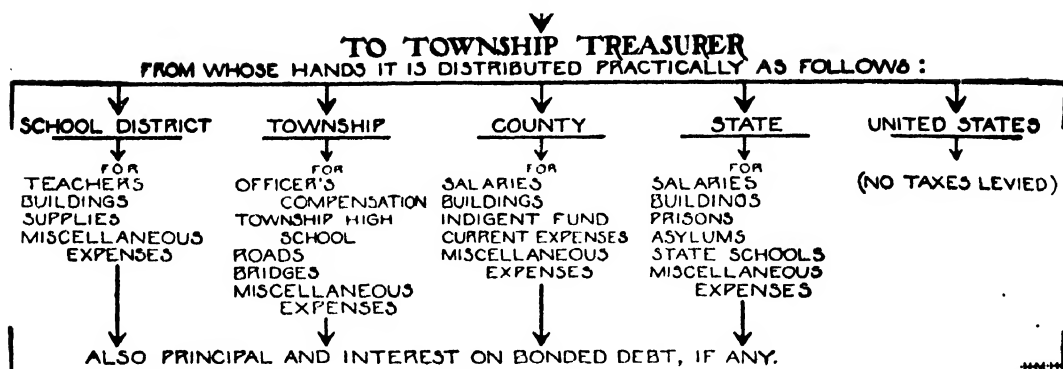 TO TOWNSHIP TREASURER
FROM WHOSE HANDS IT IS DISTRIBUTED PRACTICALLY AS FOLLOWS:
SCHOOL DISTRICT
FOR
TEACHERS
BUILDINGS
SUPPLIES
MISCELLANEOUS
EXPENSES
TOWNSHIP
FOR
OFFICER'S
COMPENSATION
TOWNSHIP HIGH
SCHOOL
ROADS
BRIDGES
MISCELLANEOUS
EXPENSES
COUNTY
FOR
SALARIES
BUILDINGS
INDIGENT FUND
CURRENT EXPENSES
MISCELLANEOUS
EXPENSES
STATE
FOR
SALARIES
BUILDINGS
PRISONS
ASYLUMS
STATE SCHOOLS
MISCELLANEOUS
EXPENSES
UNITED STATES
(NO TAXES LEVIED)
ALSO PRINCIPAL AND INTEREST ON BONDED DEBT, IF ANY.